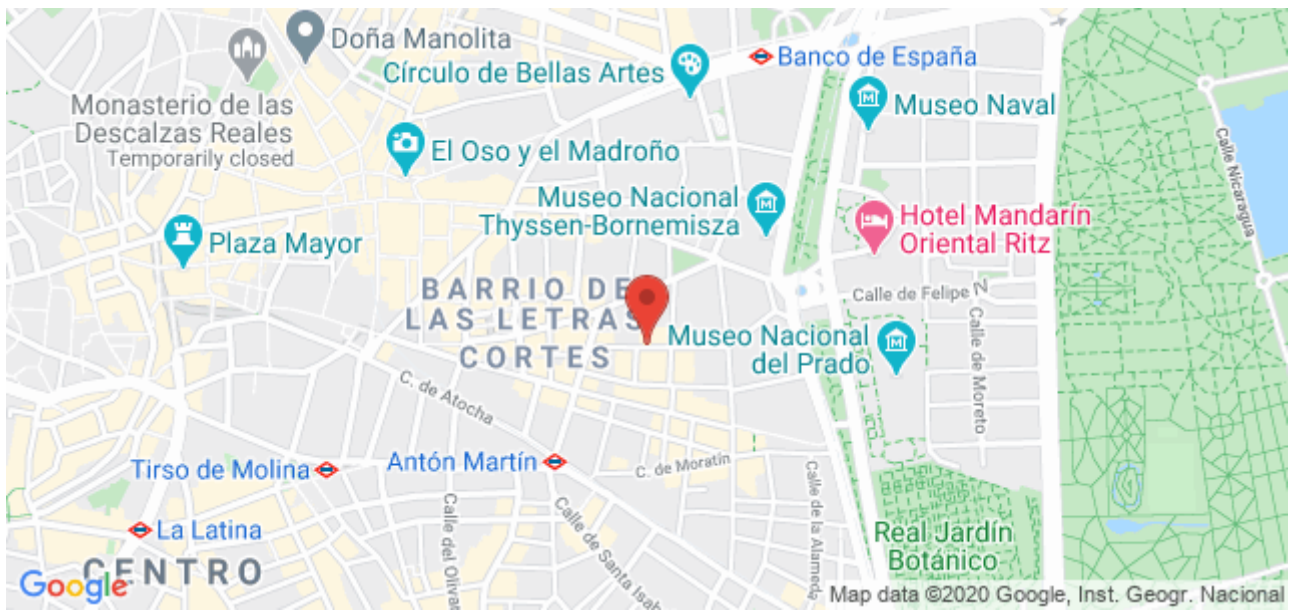 Doña Manolita
Círculo de Bellas Artes
Banco de España
Monasterio de las
Descalzas Reales
Temporarily closed
Museo Naval
El Oso y el Madroño
Calle Nicaragua
Museo Nacional
Thyssen-Bornemisza
Hotel Mandarín
Oriental Ritz
Plaza Mayor
BARRIO DE
LAS LETRAS
CORTES
Calle de Felipe
Museo Nacional
del Prado
Calle de Moreto
C. de Atocha
Tirso de Molina
Antón Martín
C. de Moratín
La Latina
Calle del Olivar
Calle de Santa Isab
Calle de la Alameda
Real Jardín
Botánico
CENTRO
Google
Map data ©2020 Google, Inst. Geogr. Nacional